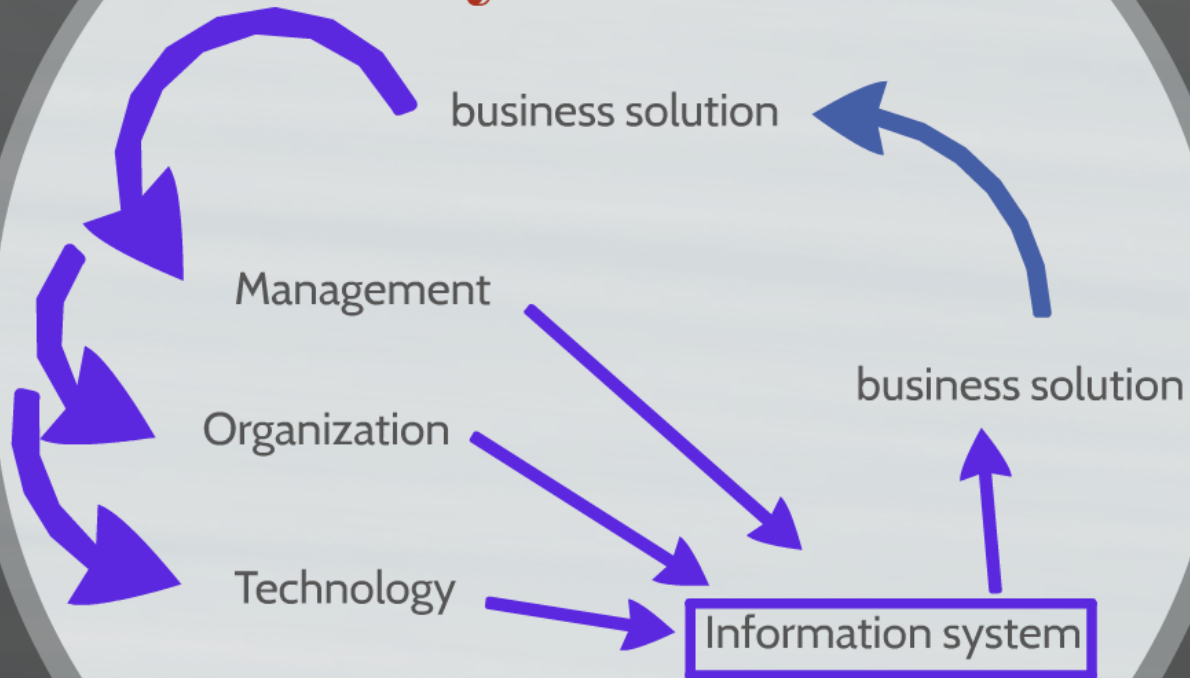 business solution
Management
business solution
Organization
Technology
Information system